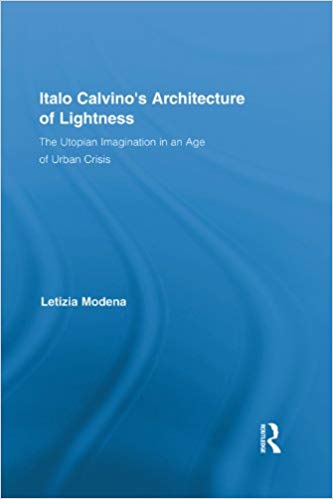 Italo Calvino's Architecture
of Lightness
The Utopian Imagination in an Age
of Urban Crisis
Letizia Modena
ROUTLEDGE